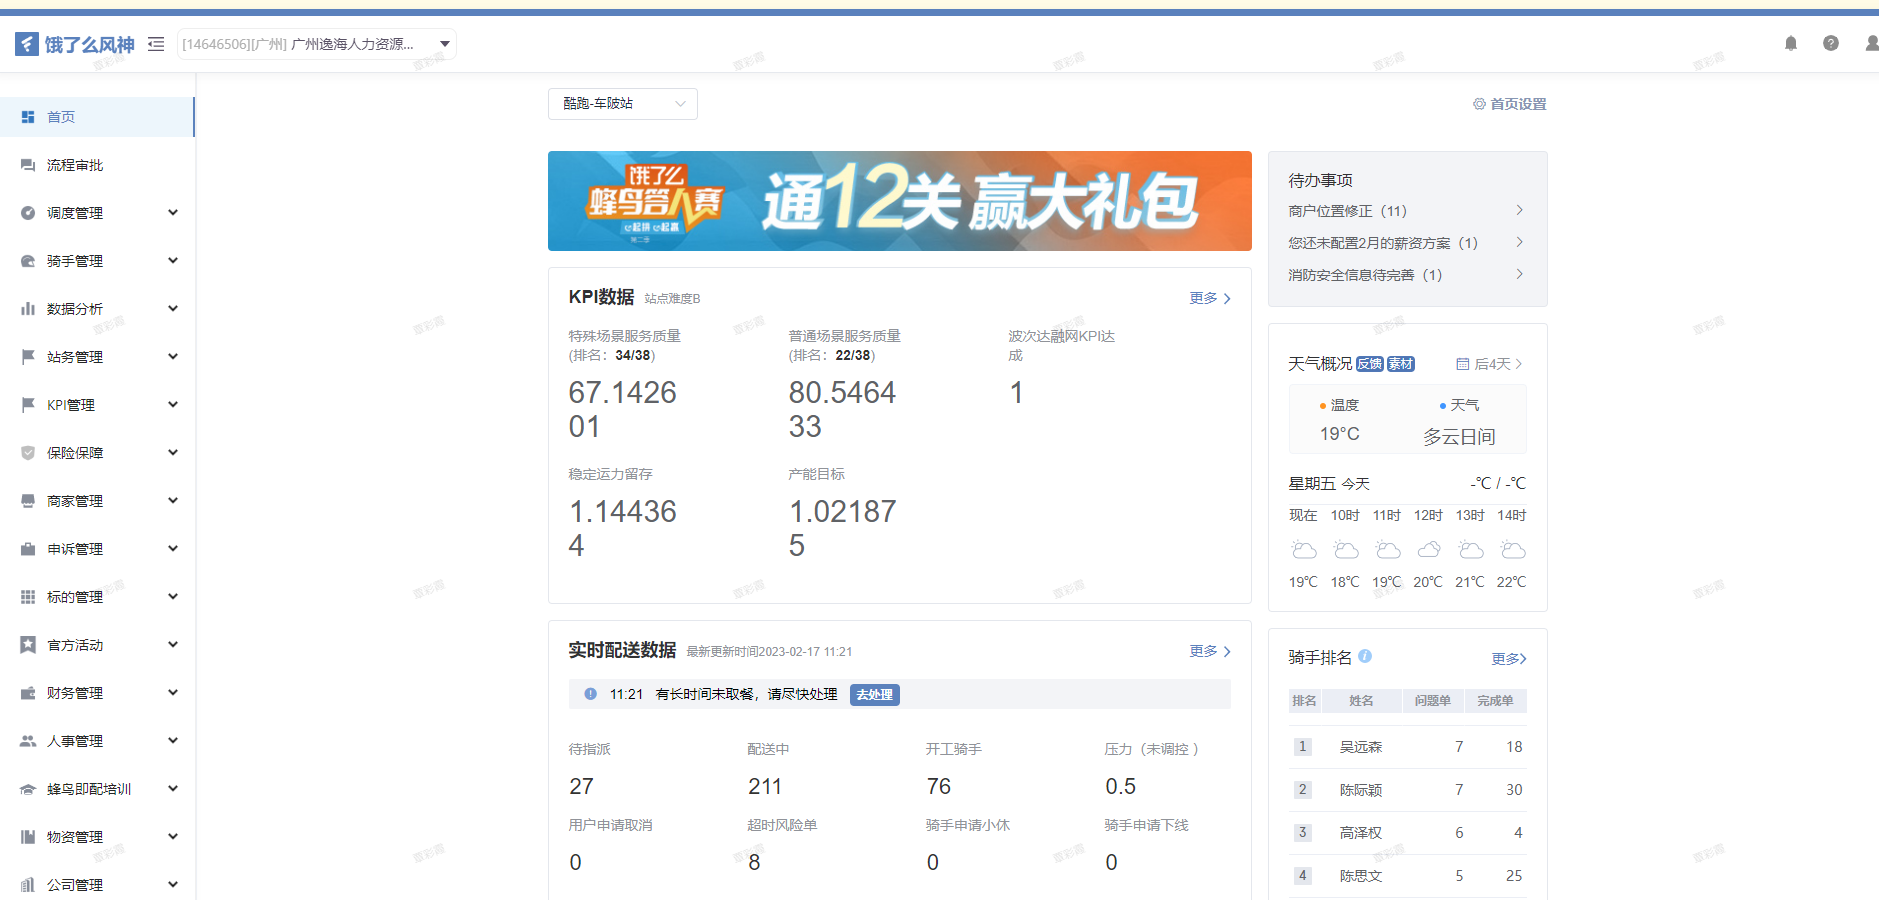 饿了么风神
[14646506][广州] 广州逸海人力资源...
首页
流程审批
调度管理
骑手管理
数据分析
站务管理
KPI管理
保险保障
商家管理
申诉管理
标的管理
官方活动
财务管理
人事管理
蜂鸟即配培训
物资管理
公司管理
酷跑-车陂站
首页设置
饿了么
蜂鸟答人赛
第二季
通12关 赢大礼包
KPI数据 站点难度B 更多
特殊场景服务质量
(排名：34/38)
67.1426
01
普通场景服务质量
(排名：22/38)
80.5464
33
波次达融网KPI达
成
1
稳定运力留存
1.14436
4
产能目标
1.02187
5
实时配送数据 最新更新时间2023-02-17 11:21 更多
11:21 有长时间未取餐，请尽快处理 去处理
待指派 配送中 开工骑手 压力（未调控 ）
27 211 76 0.5
用户申请取消 超时风险单 骑手申请小休 骑手申请下线
0 8 0 0
待办事项
商户位置修正（11）
您还未配置2月的薪资方案（1）
消防安全信息待完善（1）
天气概况 反馈 素材 后4天
温度 天气
19°C 多云日间
星期五 今天 -℃ / -℃
现在 10时 11时 12时 13时 14时
19℃ 18℃ 19℃ 20℃ 21℃ 22℃
骑手排名 更多
排名 姓名 问题单 完成单
1 吴远森 7 18
2 陈际颖 7 30
3 高泽权 6 4
4 陈思文 5 25